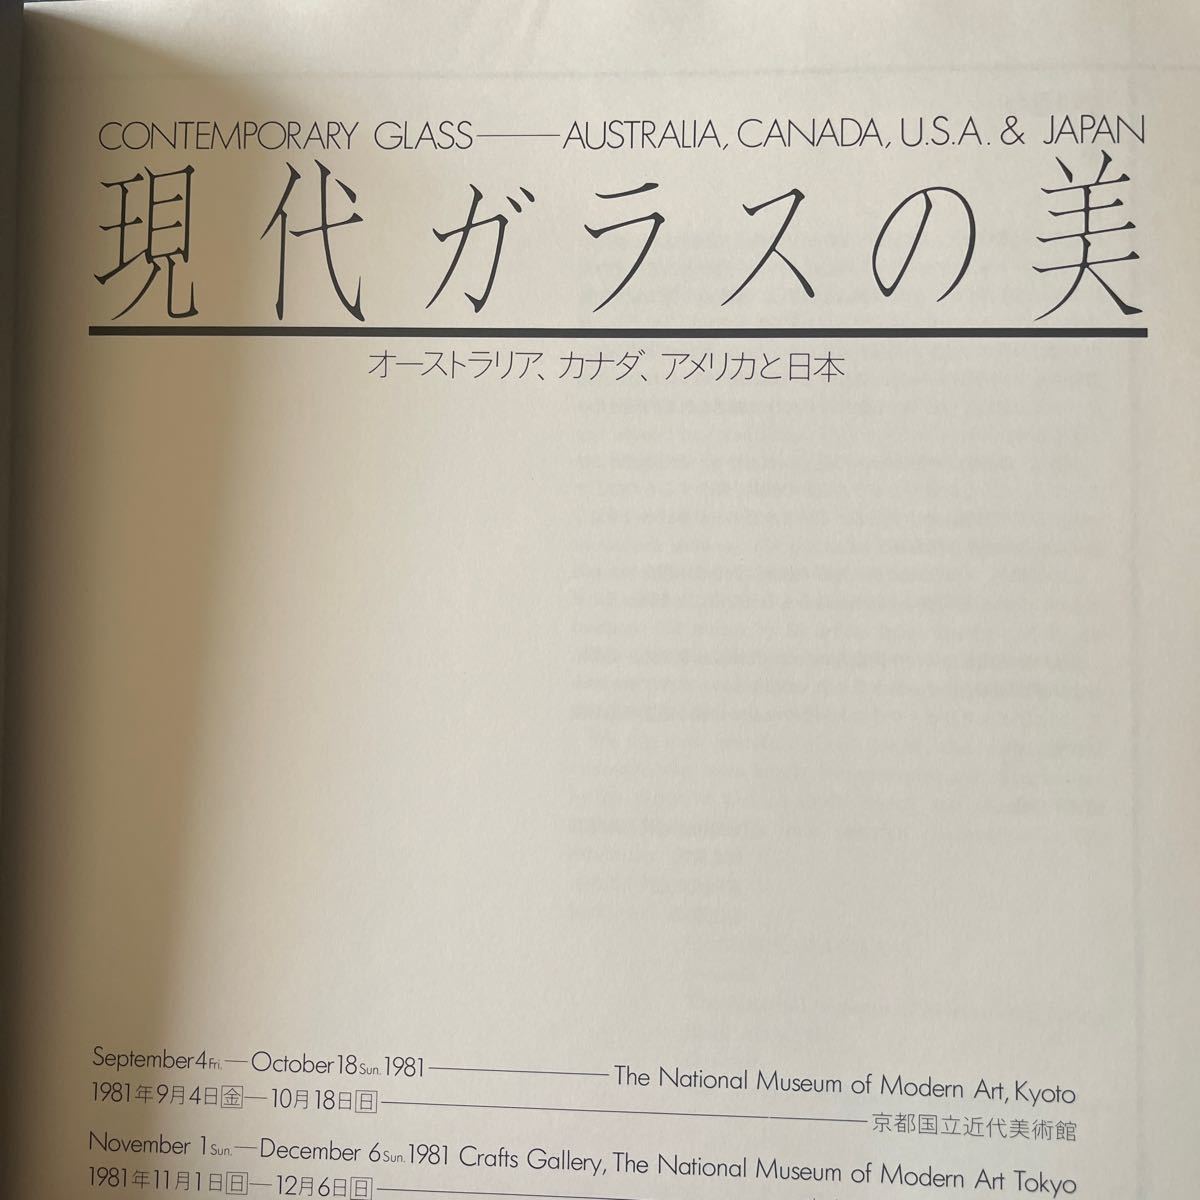 CONTEMPORARY GLASS——AUSTRALIA, CANADA, U.S.A. & JAPAN
現代ガラスの美
オーストラリア、カナダ、アメリカと日本
September 4 Fri.—October 18 Sun. 1981——The National Museum of Modern Art, Kyoto
1981年9月4日金—10月18日日——京都国立近代美術館
November 1 Sun.—December 6 Sun. 1981 Crafts Gallery, The National Museum of Modern Art Tokyo
1981年11月1日日—12月6日日